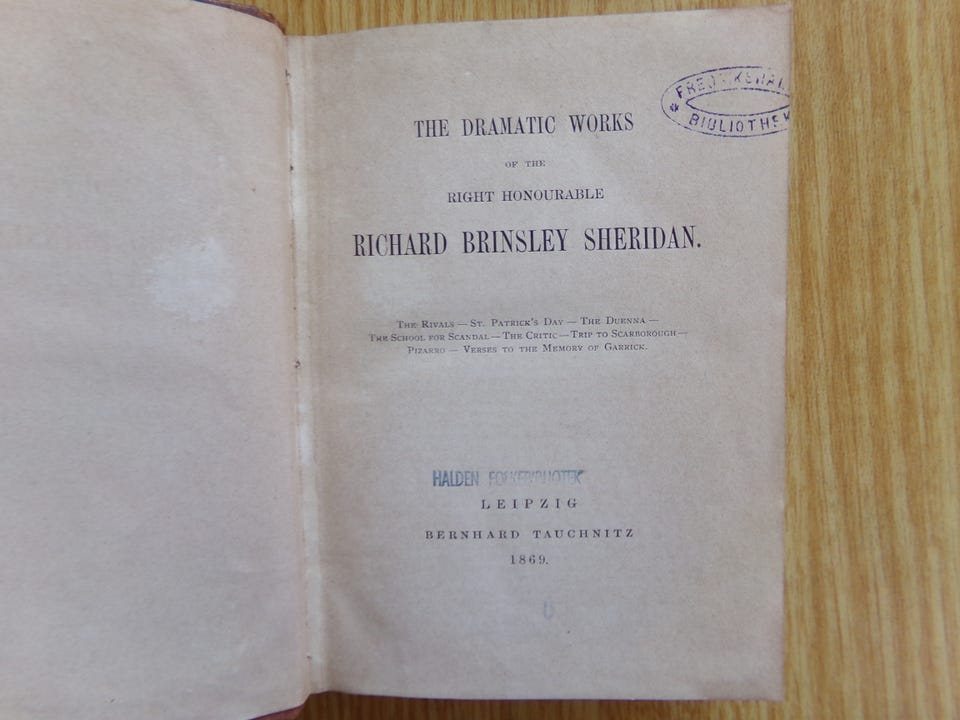 BIBLIOTHEK
THE DRAMATIC WORKS
OF THE
RIGHT HONOURABLE
RICHARD BRINSLEY SHERIDAN.
THE RIVALS — ST. PATRICK'S DAY — THE DUENNA —
THE SCHOOL FOR SCANDAL — THE CRITIC — TRIP TO SCARBOROUGH —
PIZARRO — VERSES TO THE MEMORY OF GARRICK.
HALDEN FOLKEBIBLIOTEK
LEIPZIG
BERNHARD TAUCHNITZ
1869.